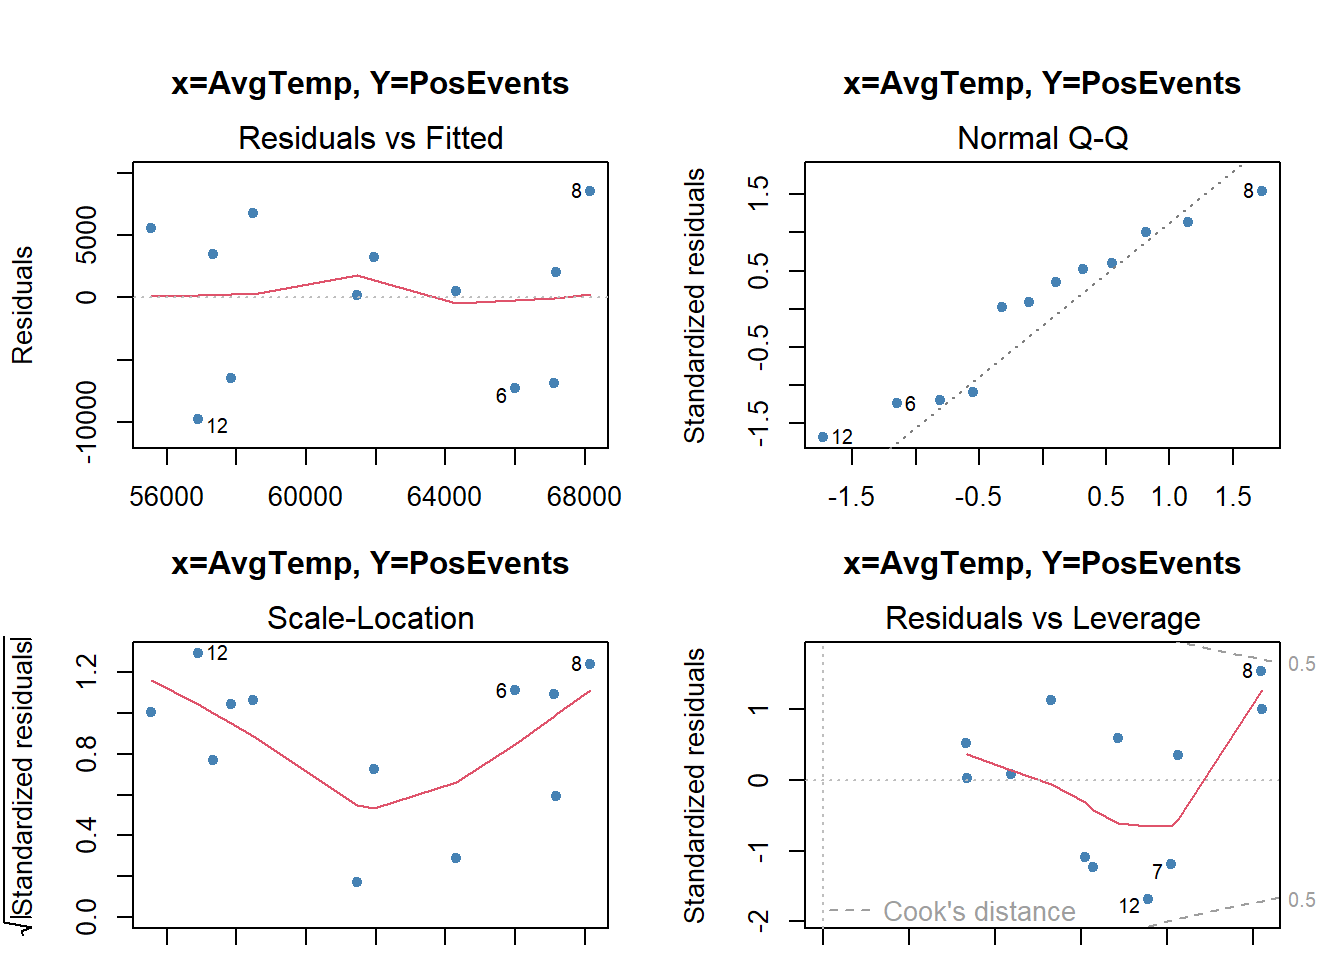 x=AvgTemp, Y=PosEvents
Residuals vs Fitted
Residuals
5000
0
-10000
8
12
6
56000 60000 64000 68000
x=AvgTemp, Y=PosEvents
Normal Q-Q
Standardized residuals
1.5
0.5
-0.5
-1.5
8
6
12
-1.5 -0.5 0.5 1.0 1.5
x=AvgTemp, Y=PosEvents
Scale-Location
√|Standardized residuals|
1.2
0.8
0.4
0.0
12
8
6
x=AvgTemp, Y=PosEvents
Residuals vs Leverage
Standardized residuals
1
0
-1
-2
0.5
8
7
12
0.5
Cook's distance